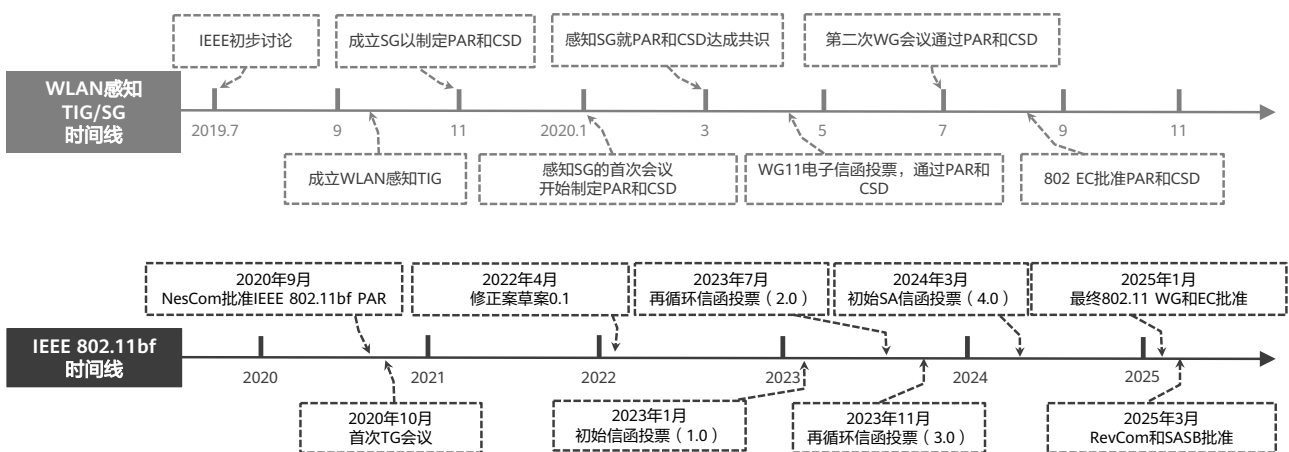 IEEE初步讨论
成立SG以制定PAR和CSD
感知SG就PAR和CSD达成共识
第二次WG会议通过PAR和CSD
WLAN感知
TIG/SG
时间线
2019.7
9
11
2020.1
3
5
7
9
11
成立WLAN感知TIG
感知SG的首次会议
开始制定PAR和CSD
WG11电子信函投票，通过PAR和
CSD
802 EC批准PAR和CSD
2020年9月
NesCom批准IEEE 802.11bf PAR
2022年4月
修正案草案0.1
2023年7月
再循环信函投票（2.0）
2024年3月
初始SA信函投票（4.0）
2025年1月
最终802.11 WG和EC批准
IEEE 802.11bf
时间线
2020
2021
2022
2023
2024
2025
2020年10月
首次TG会议
2023年1月
初始信函投票（1.0）
2023年11月
再循环信函投票（3.0）
2025年3月
RevCom和SASB批准